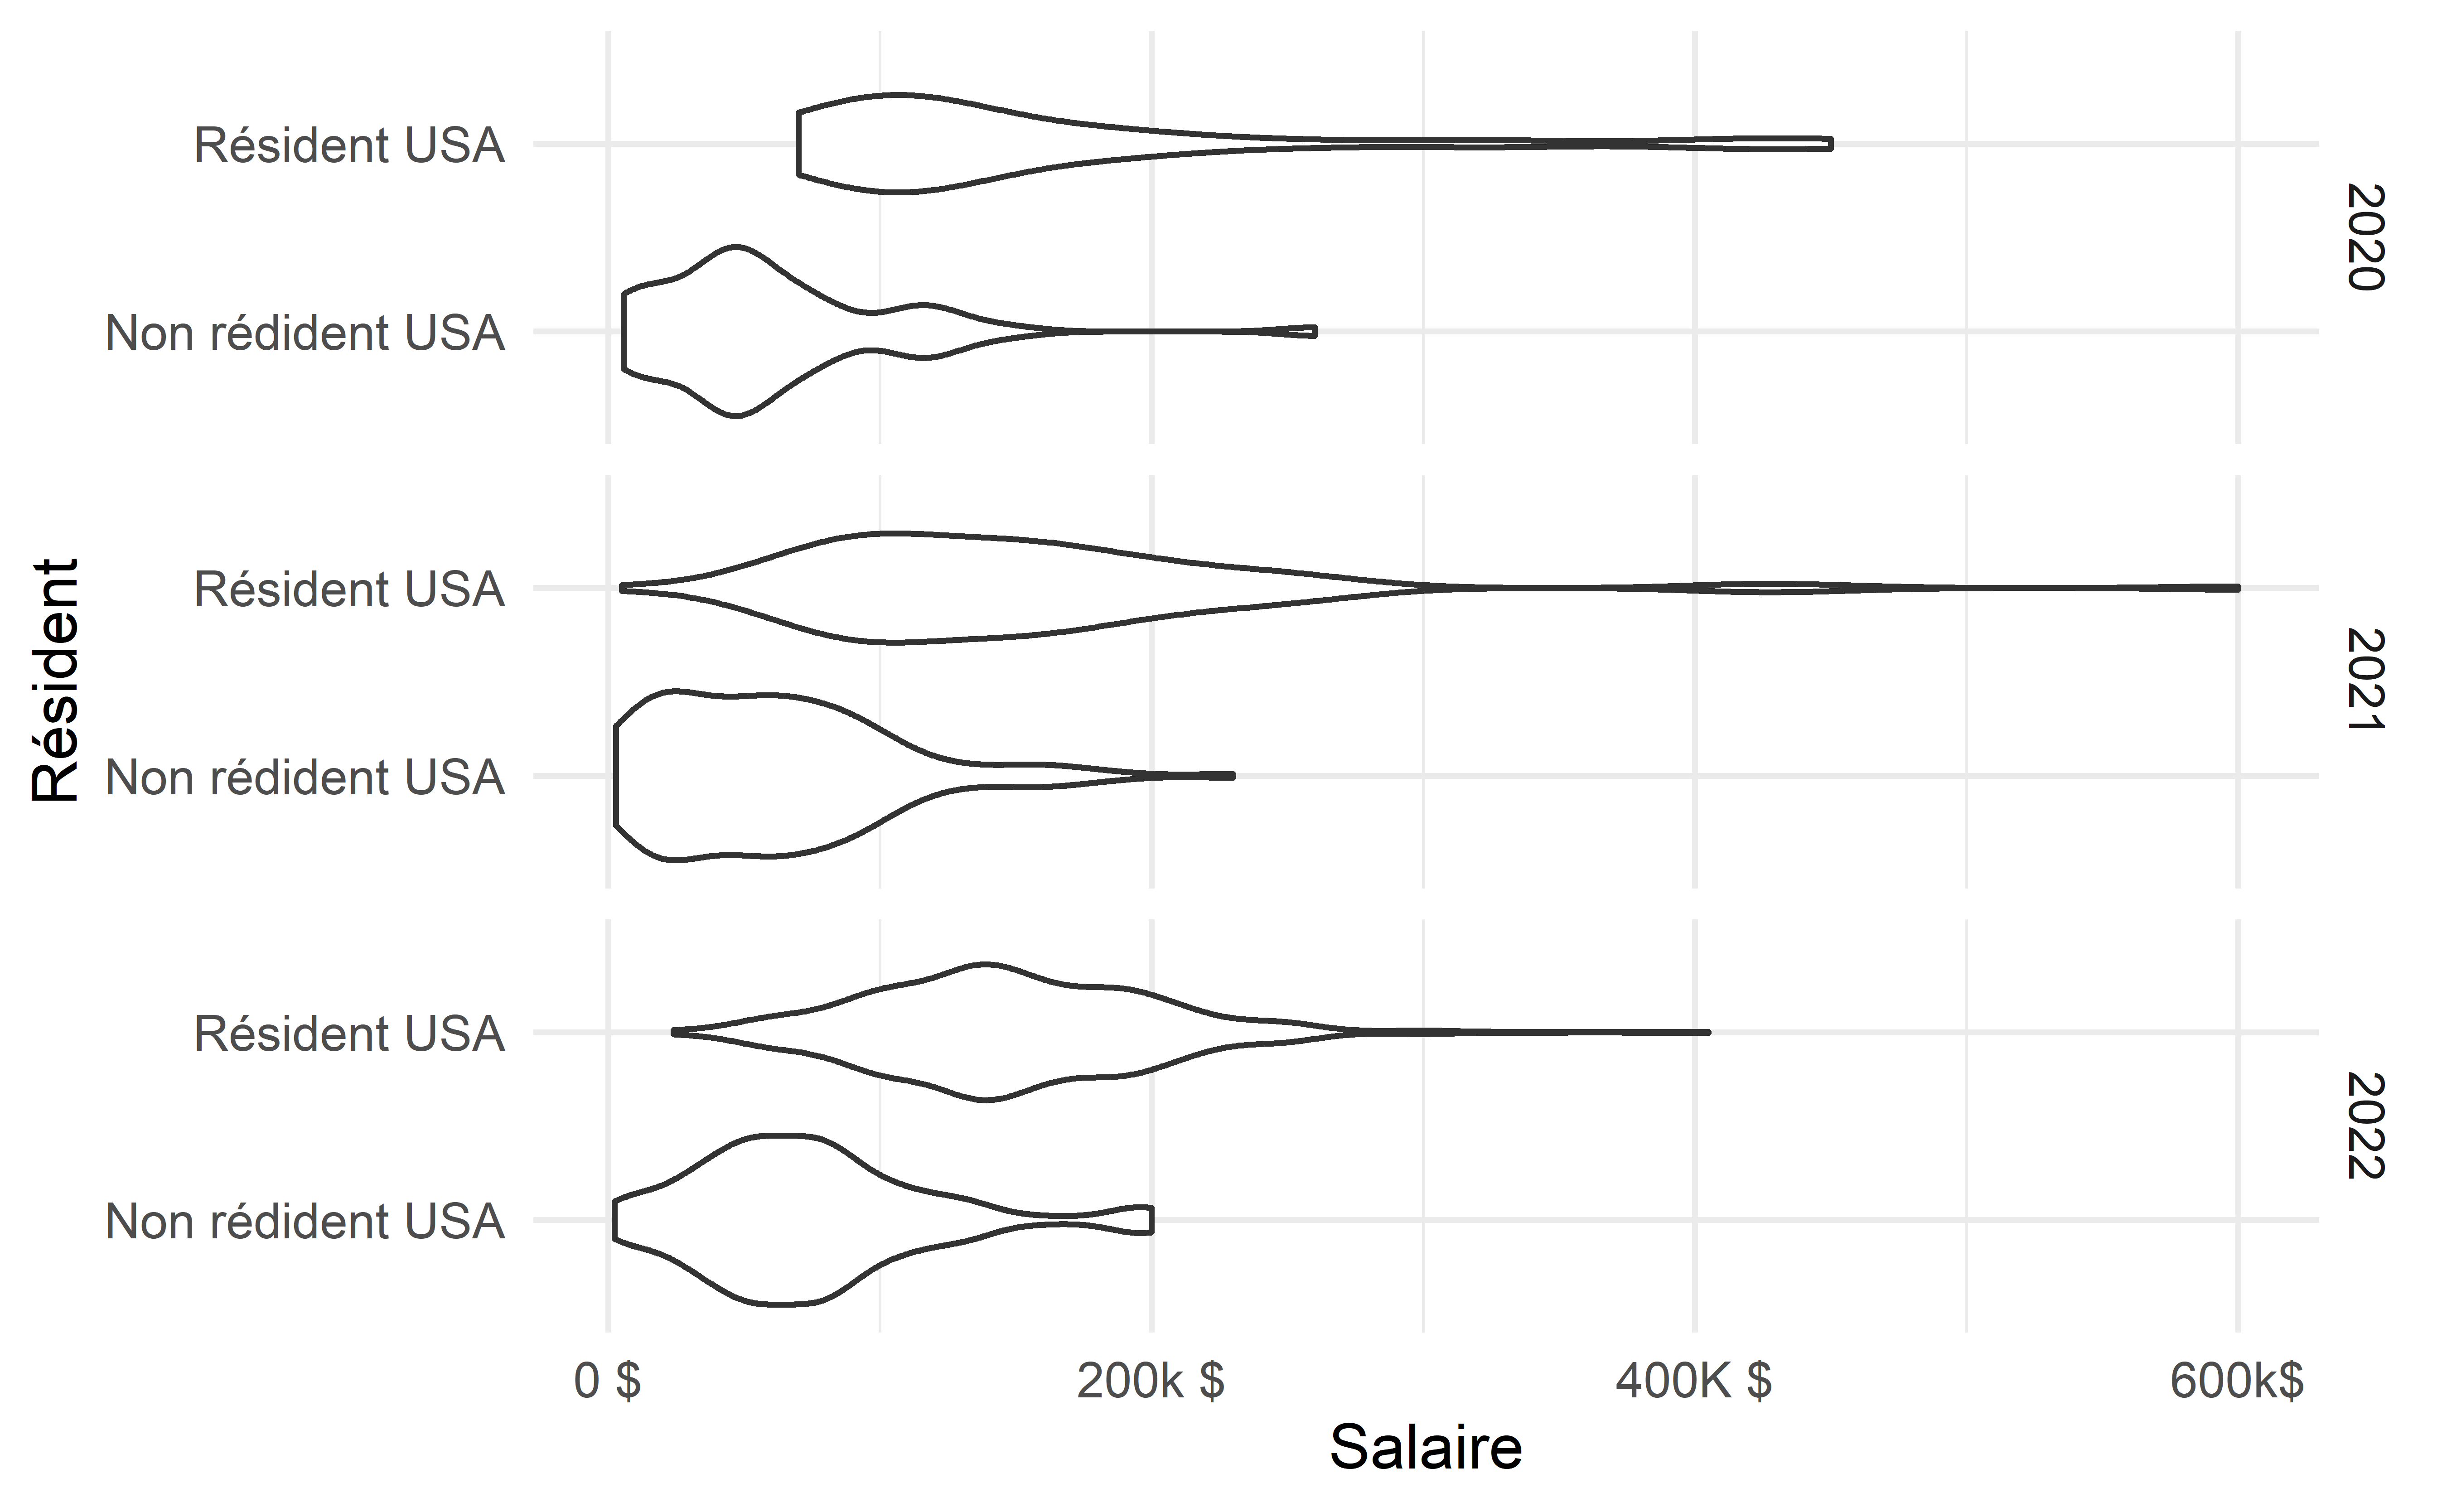 Résident USA
Non rédident USA
2020
Résident
Résident USA
Non rédident USA
2021
Résident USA
Non rédident USA
2022
0 $ 200k $ 400K $ 600k$
Salaire